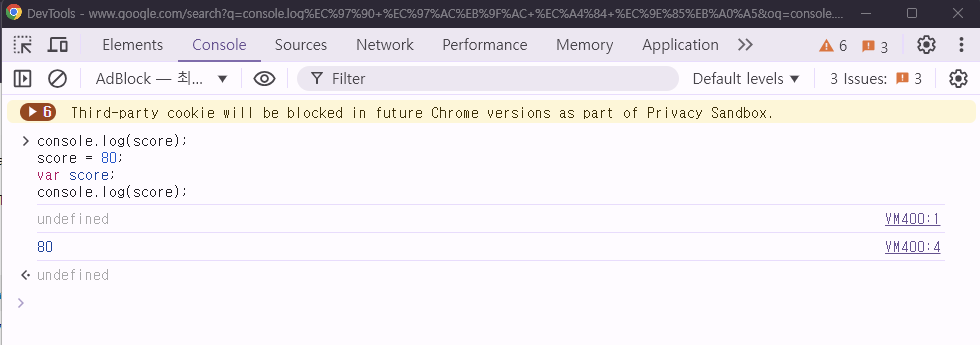 DevTools - www.google.com/search?q=console.log%EC%97%90+%EC%97%AC%EB%9F%AC+%EC%A4%84+%EC%9E%85%EB%A0%A5&oq=console....
Elements Console Sources Network Performance Memory Application 6 3
AdBlock — 최... Filter Default levels 3 Issues: 3
6 Third-party cookie will be blocked in future Chrome versions as part of Privacy Sandbox.
console.log(score);
score = 80;
var score;
console.log(score);
undefined VM400:1
80 VM400:4
undefined